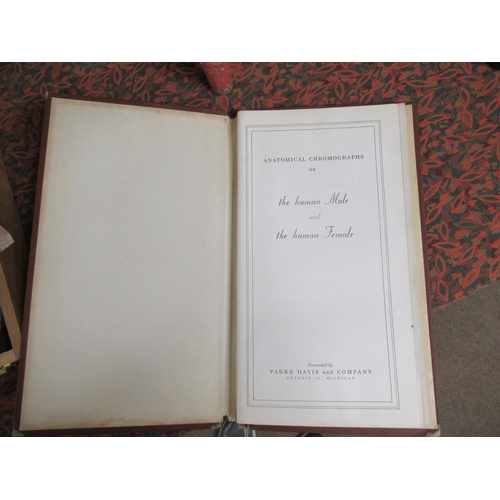 ANATOMICAL CHROMOGRAPHS
OF
the human Male
and
the human Female
Presented by
PARKE DAVIS and COMPANY
DETROIT 32, MICHIGAN